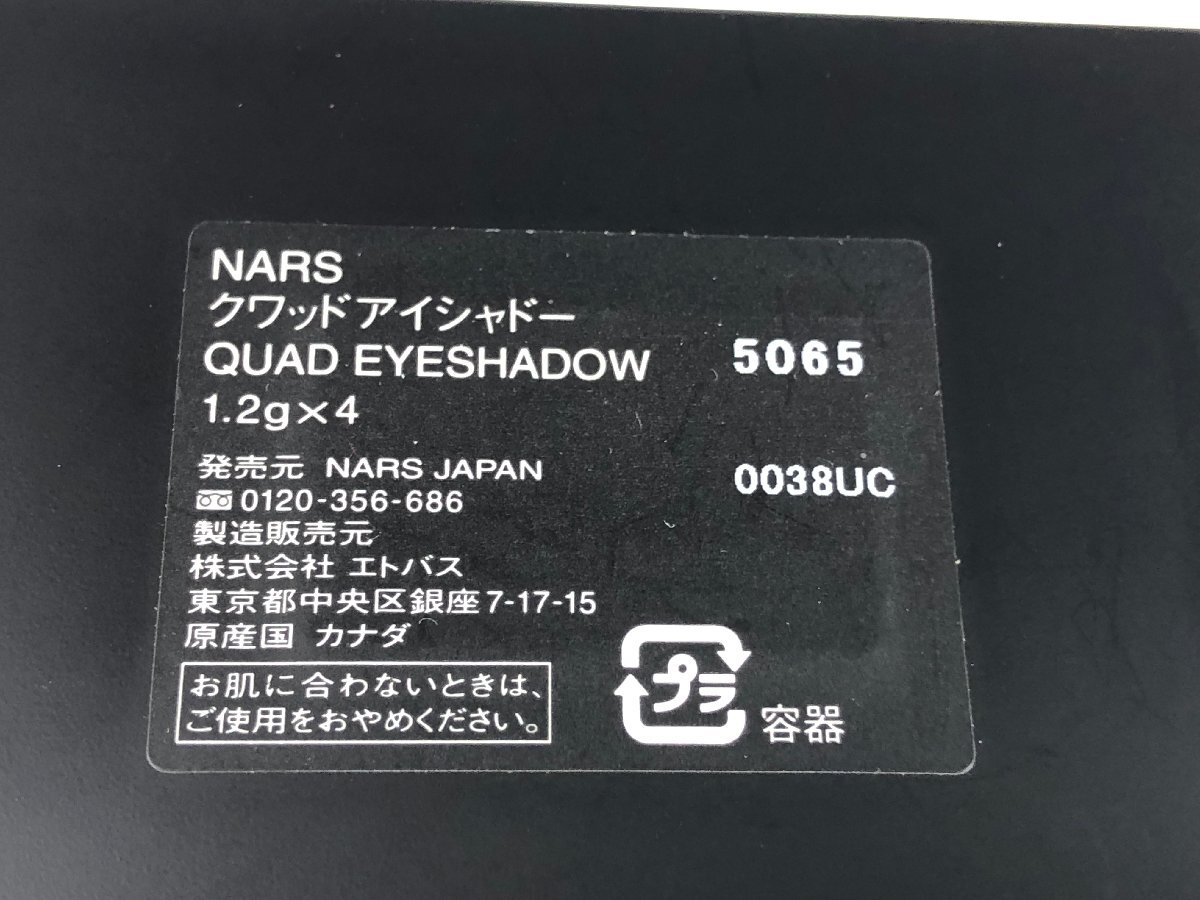 NARS
クワッドアイシャドー
QUAD EYESHADOW 5065
1.2g×4
発売元 NARS JAPAN 0038UC
0120-356-686
製造販売元
株式会社 エトバス
東京都中央区銀座7-17-15
原産国 カナダ
お肌に合わないときは、
ご使用をおやめください。
プラ
容器